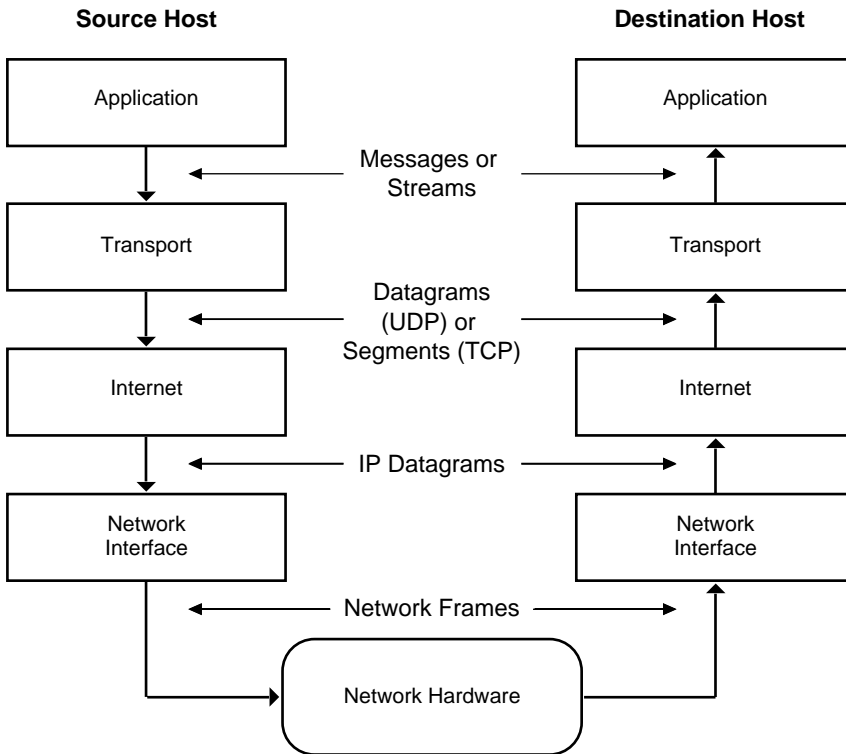 Source Host
Destination Host
Application
Application
Messages or
Streams
Transport
Transport
Datagrams
(UDP) or
Segments (TCP)
Internet
Internet
IP Datagrams
Network
Interface
Network
Interface
Network Frames
Network Hardware